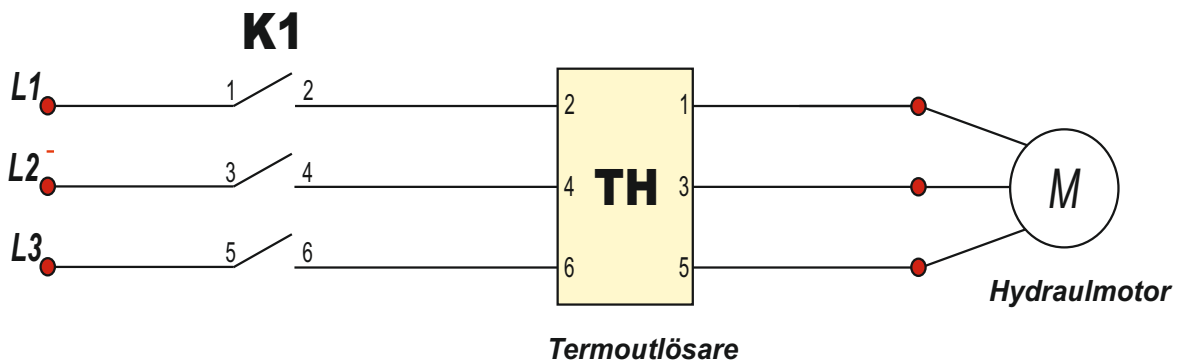 K1
L1 1 2 2 1
L2 3 4 4 TH 3 M
L3 5 6 6 5
Hydraulmotor
Termoutlösare